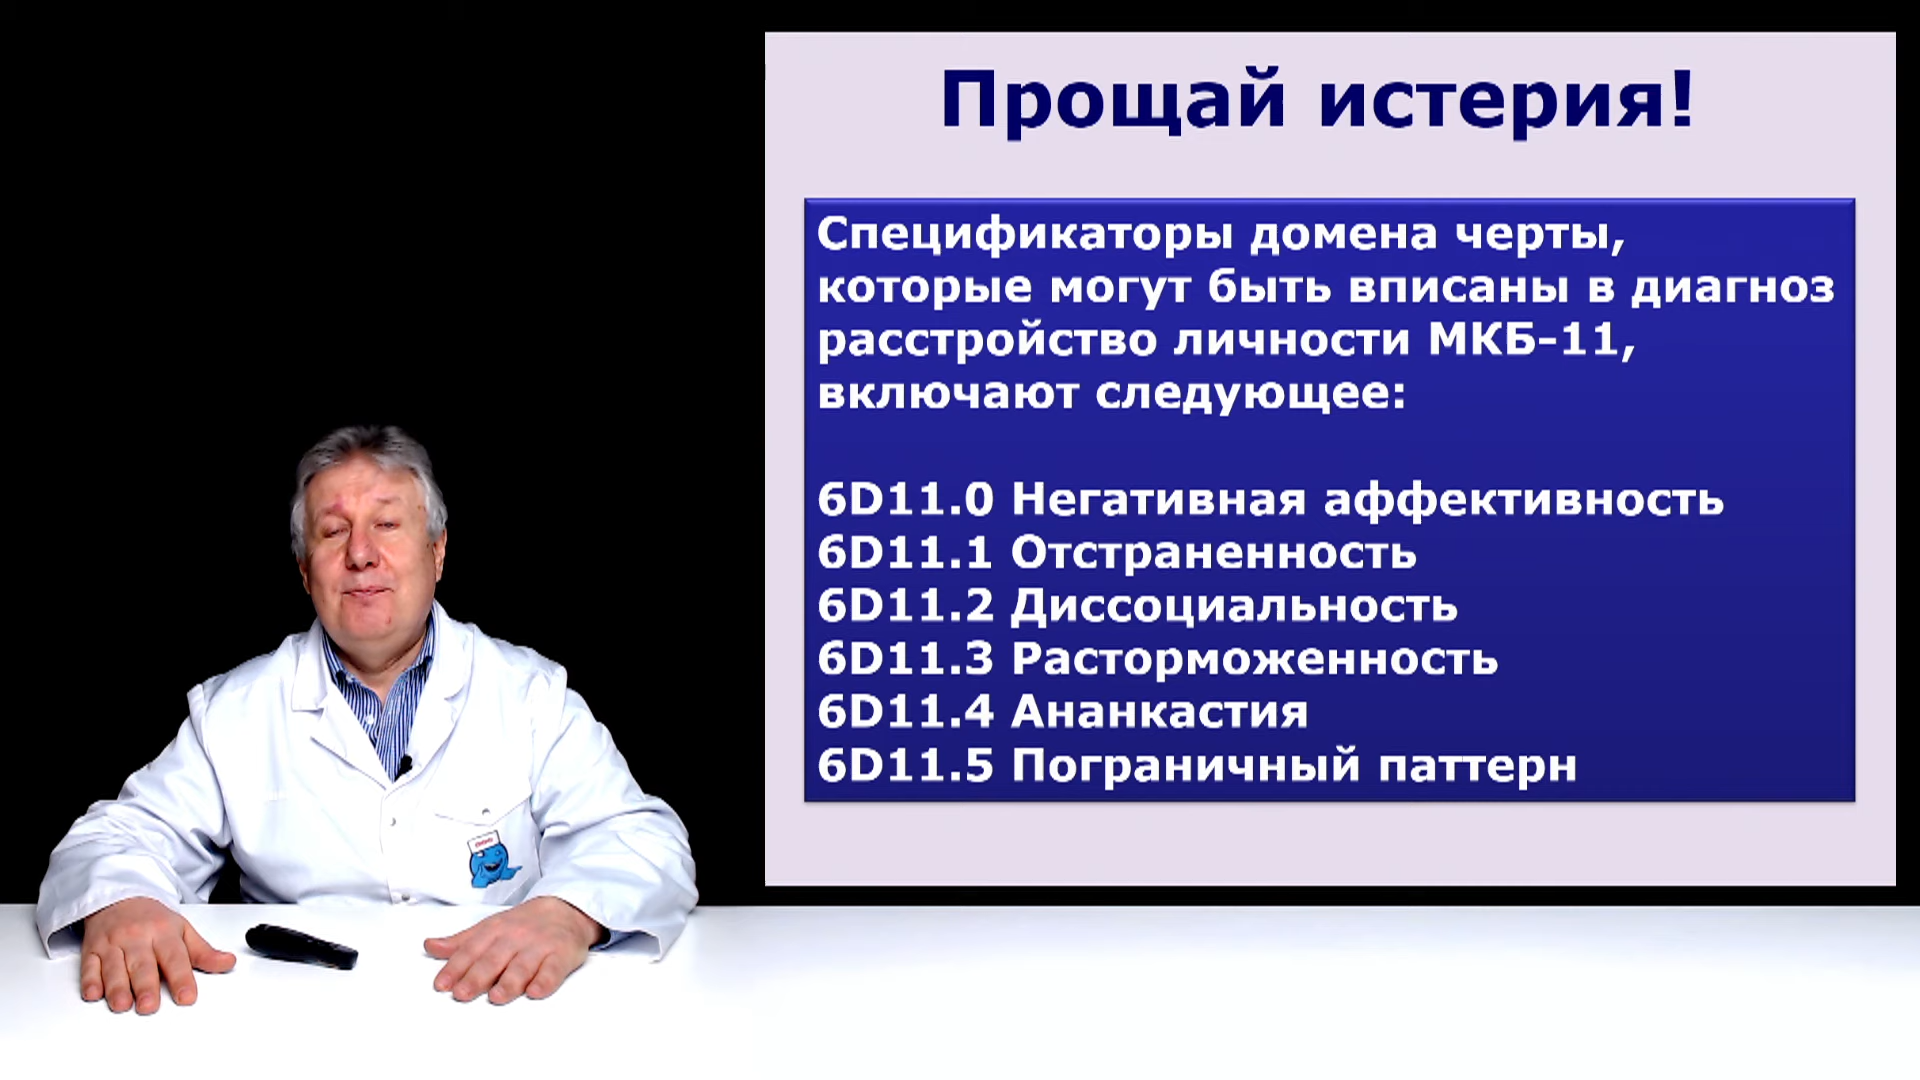 Прощай истерия!
Спецификаторы домена черты,
которые могут быть вписаны в диагноз
расстройство личности МКБ-11,
включают следующее:
6D11.0 Негативная аффективность
6D11.1 Отстраненность
6D11.2 Диссоциальность
6D11.3 Расторможенность
6D11.4 Ананкастия
6D11.5 Пограничный паттерн